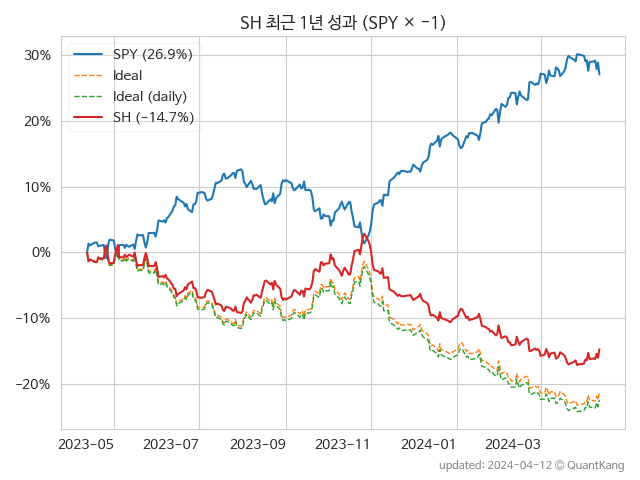 SH 최근 1년 성과 (SPY × −1)
30%
20%
10%
0%
−10%
−20%
SPY (26.9%)
Ideal
Ideal (daily)
SH (−14.7%)
2023-05 2023-07 2023-09 2023-11 2024-01 2024-03
updated: 2024-04-12 © QuantKang